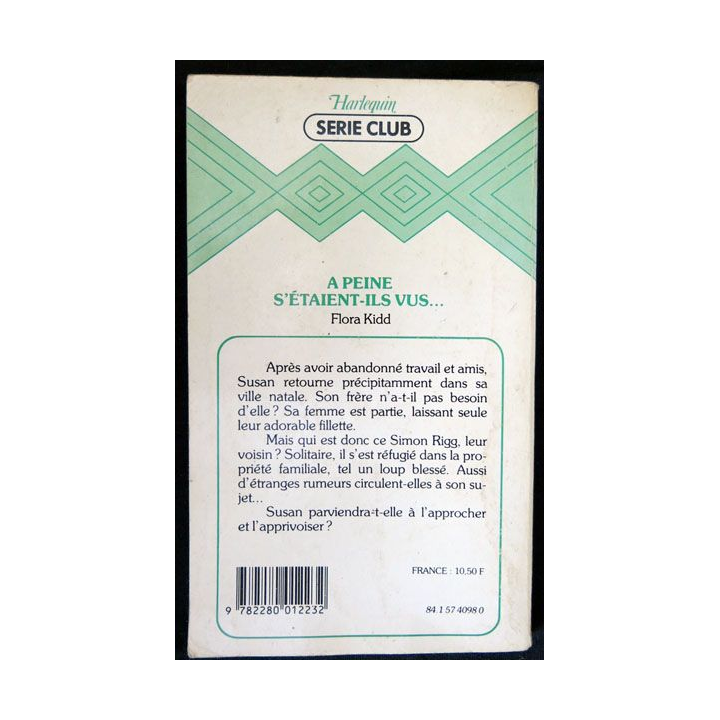 Harlequin
SERIE CLUB
A PEINE
S'ÉTAIENT-ILS VUS...
Flora Kidd
Après avoir abandonné travail et amis,
Susan retourne précipitamment dans sa
ville natale. Son frère n'a-t-il pas besoin
d'elle ? Sa femme est partie, laissant seule
leur adorable fillette.
Mais qui est donc ce Simon Rigg, leur
voisin ? Solitaire, il s'est réfugié dans la pro-
priété familiale, tel un loup blessé. Aussi
d'étranges rumeurs circulent-elles à son su-
jet...
Susan parviendra-t-elle à l'approcher
et l'apprivoiser ?
FRANCE : 10,50 F
9 782280 012232
84.1 57 4098 0